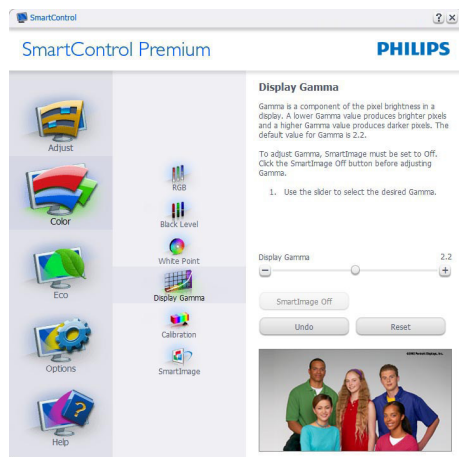 SmartControl
SmartControl Premium
PHILIPS
Adjust
Color
Eco
Options
Help
RGB
Black Level
White Point
Display Gamma
Calibration
SmartImage
Display Gamma
Gamma is a component of the pixel brightness in a
display. A lower Gamma value produces brighter pixels
and a higher Gamma value produces darker pixels. The
default value for Gamma is 2.2.
To adjust Gamma, SmartImage must be set to Off.
Click the SmartImage Off button before adjusting
Gamma.
1. Use the slider to select the desired Gamma.
Display Gamma 2.2
SmartImage Off
Undo Reset